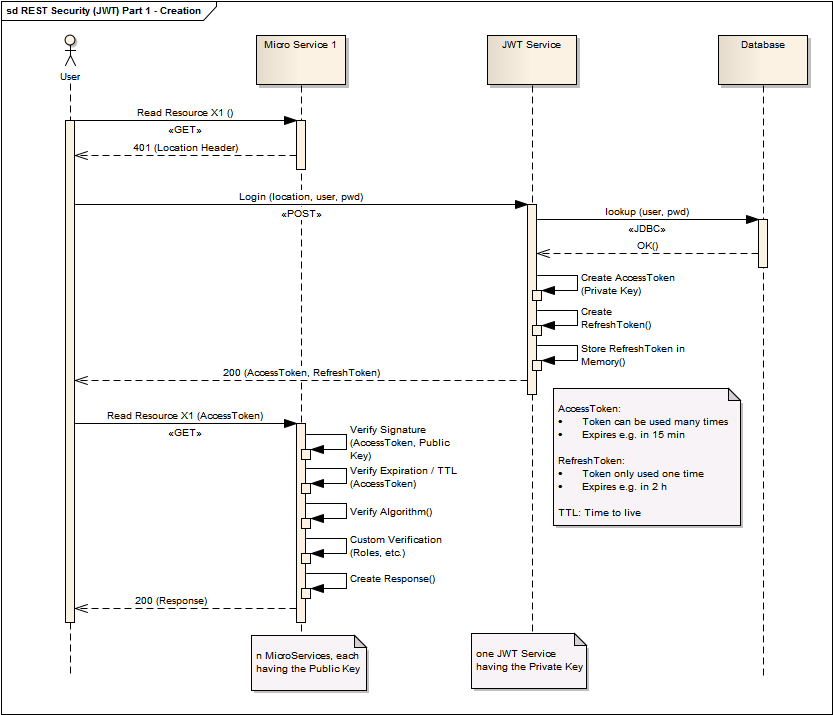 sd REST Security (JWT) Part 1 - Creation
User
Micro Service 1
JWT Service
Database
Read Resource X1 ()
«GET»
401 (Location Header)
Login (location, user, pwd)
«POST»
lookup (user, pwd)
«JDBC»
OK()
Create AccessToken
(Private Key)
Create
RefreshToken()
Store RefreshToken in
Memory()
200 (AccessToken, RefreshToken)
Read Resource X1 (AccessToken)
«GET»
Verify Signature
(AccessToken, Public
Key)
Verify Expiration / TTL
(AccessToken)
Verify Algorithm()
Custom Verification
(Roles, etc.)
Create Response()
200 (Response)
AccessToken:
• Token can be used many times
• Expires e.g. in 15 min
RefreshToken:
• Token only used one time
• Expires e.g. in 2 h
TTL: Time to live
n MicroServices, each
having the Public Key
one JWT Service
having the Private Key